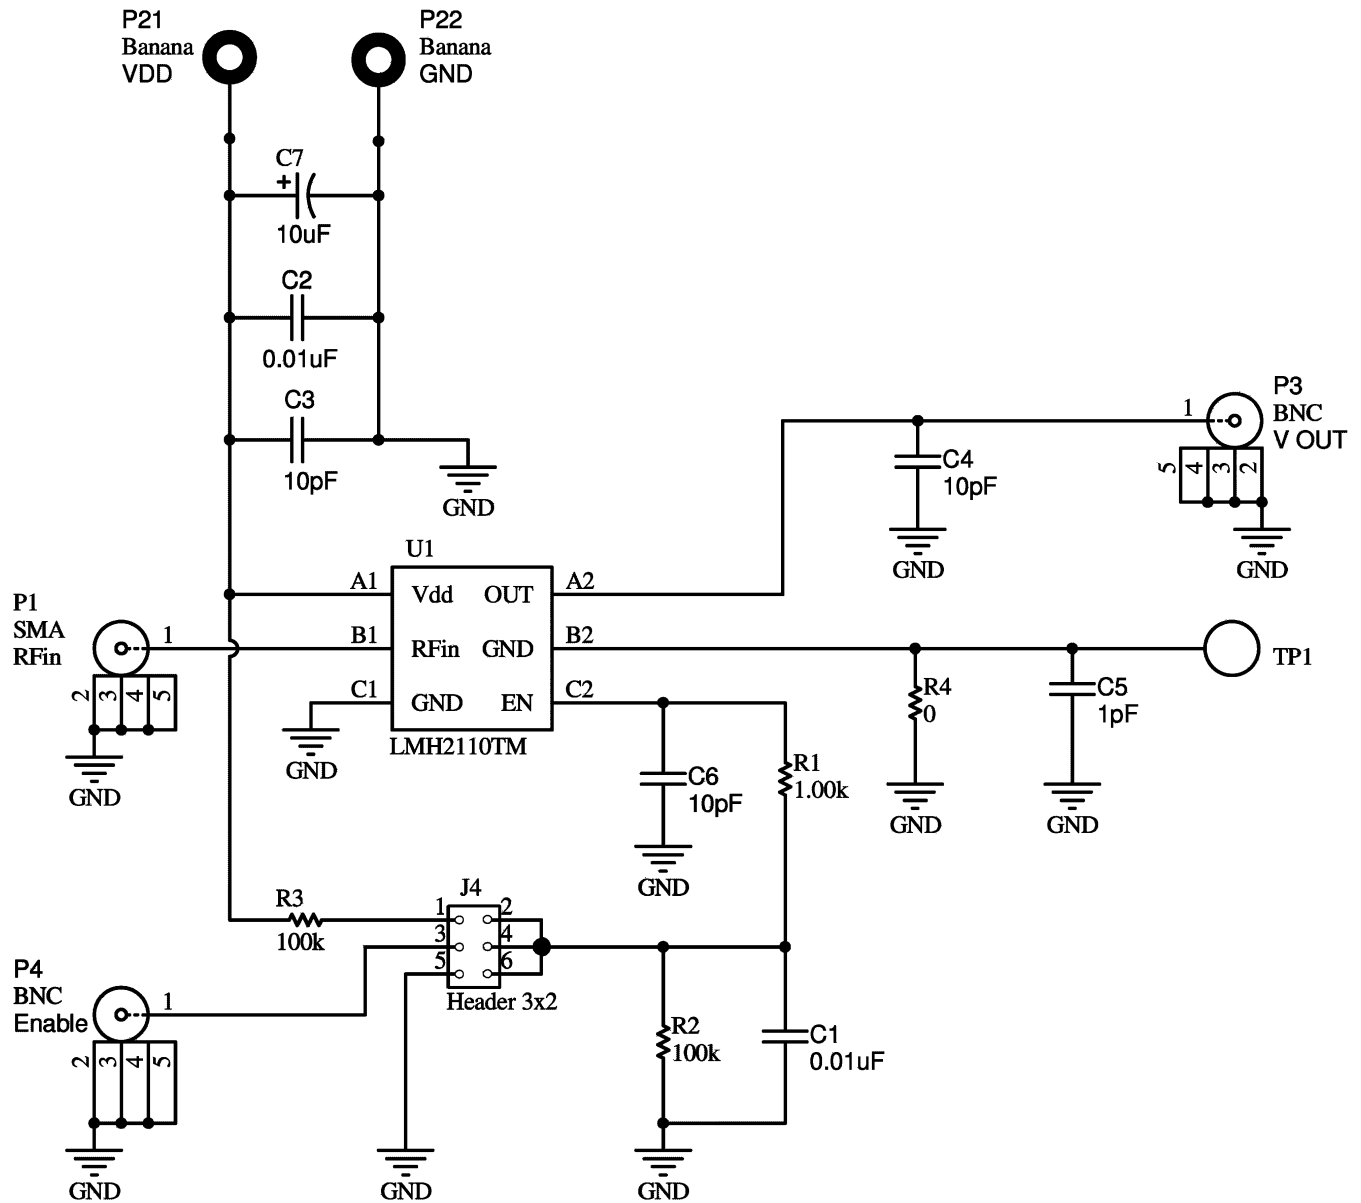 P21
Banana
VDD
P22
Banana
GND
C7
+
10uF
C2
0.01uF
C3
10pF
GND
P3
BNC
V OUT
1
5
4
3
2
GND
C4
10pF
GND
U1
A1
Vdd
OUT
A2
B1
RFin
GND
B2
C1
GND
EN
C2
LMH2110TM
GND
P1
SMA
RFin
1
2
3
4
5
GND
TP1
R4
0
GND
C5
1pF
GND
C6
10pF
GND
R1
1.00k
R3
100k
J4
1
2
3
4
5
6
Header 3x2
P4
BNC
Enable
1
2
3
4
5
GND
GND
R2
100k
C1
0.01uF
GND